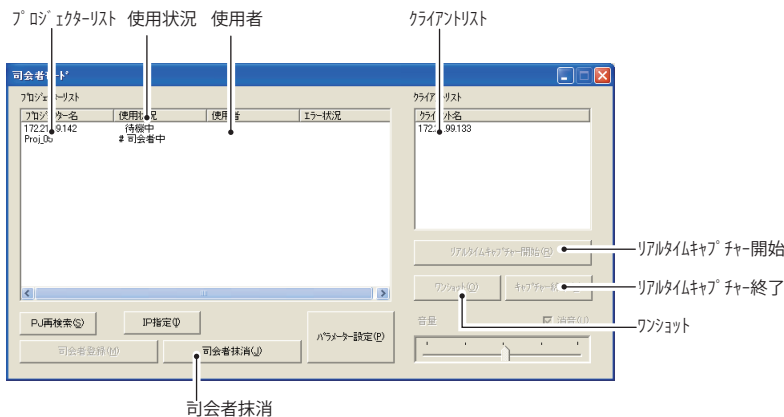 プロジェクターリスト 使用状況 使用者 クライアントリスト
司会者モード
プロジェクターリスト クライアントリスト
プロジェクター名 使用状況 使用者 エラー状況 クライアント名
待機中
# 司会者中
リアルタイムキャプチャー開始(R) リアルタイムキャプチャー開始
ワンショット(O) リアルタイムキャプチャー終了
PJ再検索(S) IP指定(I) パラメーター設定(P) 音量 消音(U) ワンショット
司会者登録(M) 司会者抹消(J)
司会者抹消